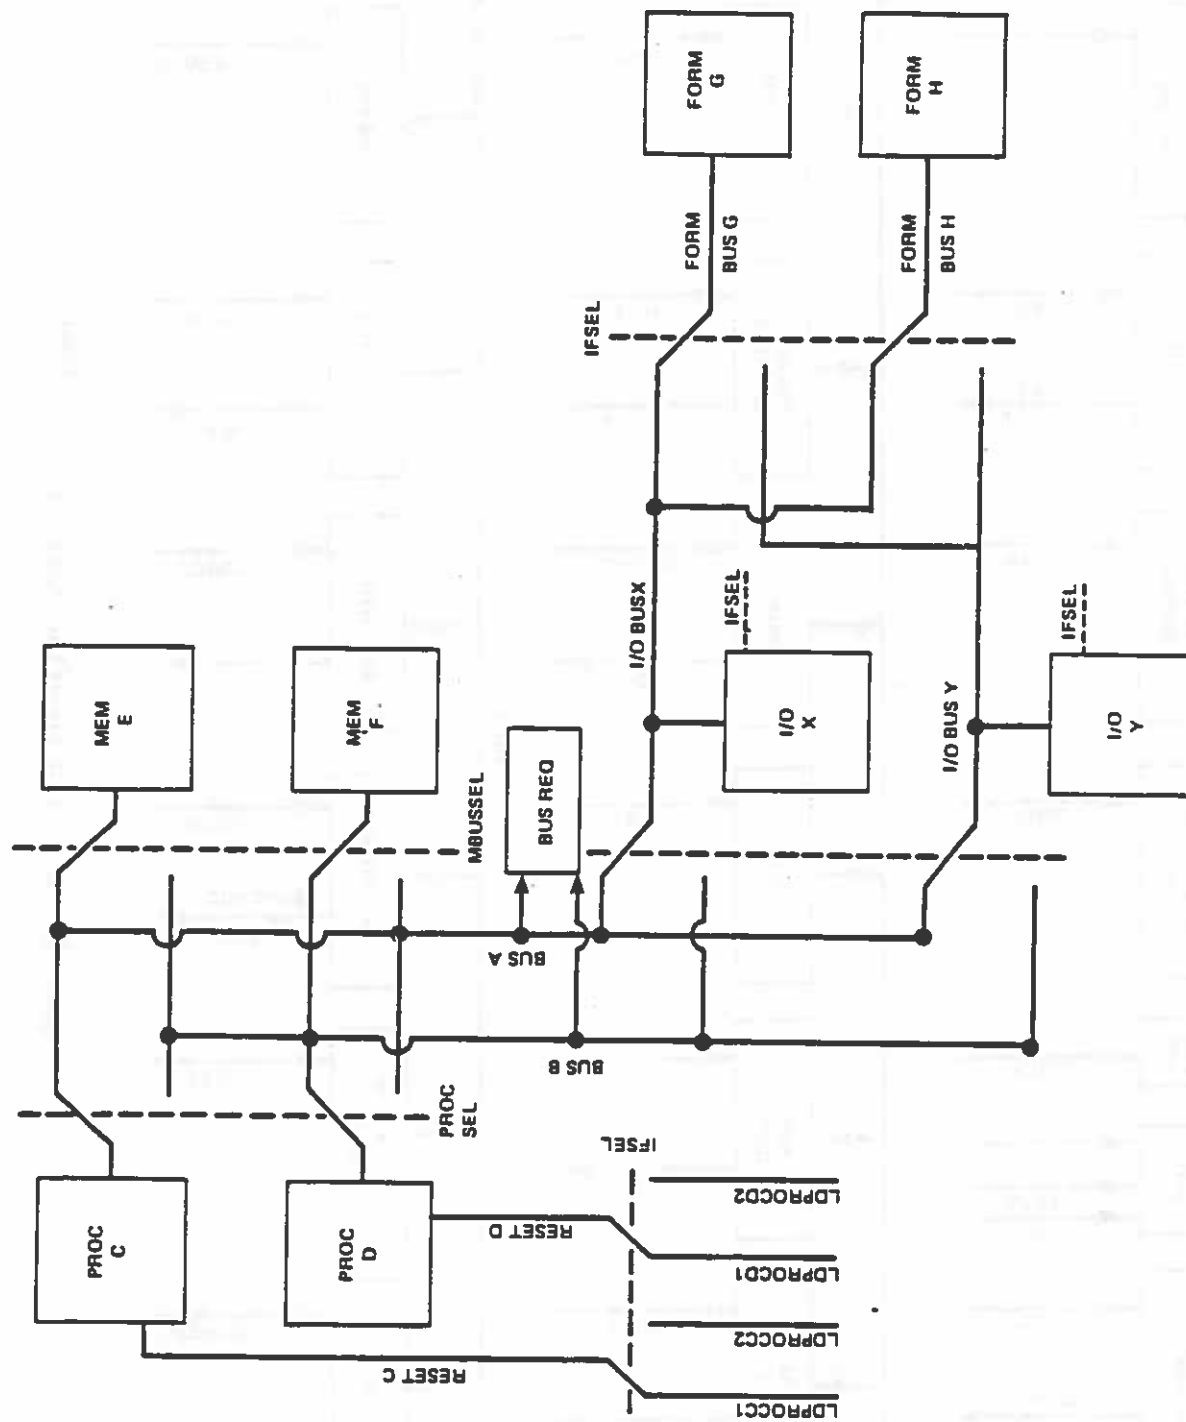 FORM
G
FORM
H
FORM
BUS G
FORM
BUS H
IFSEL
MEM
E
MEM
F
I/O BUSX
IFSEL
I/O
X
I/O BUS Y
IFSEL
I/O
Y
MBUSSEL
BUS REQ
BUS A
BUS B
PROC
SEL
PROC
C
PROC
D
IFSEL
RESET D
RESET C
LDPROCD2
LDPROCD1
LDPROCC2
LDPROCC1